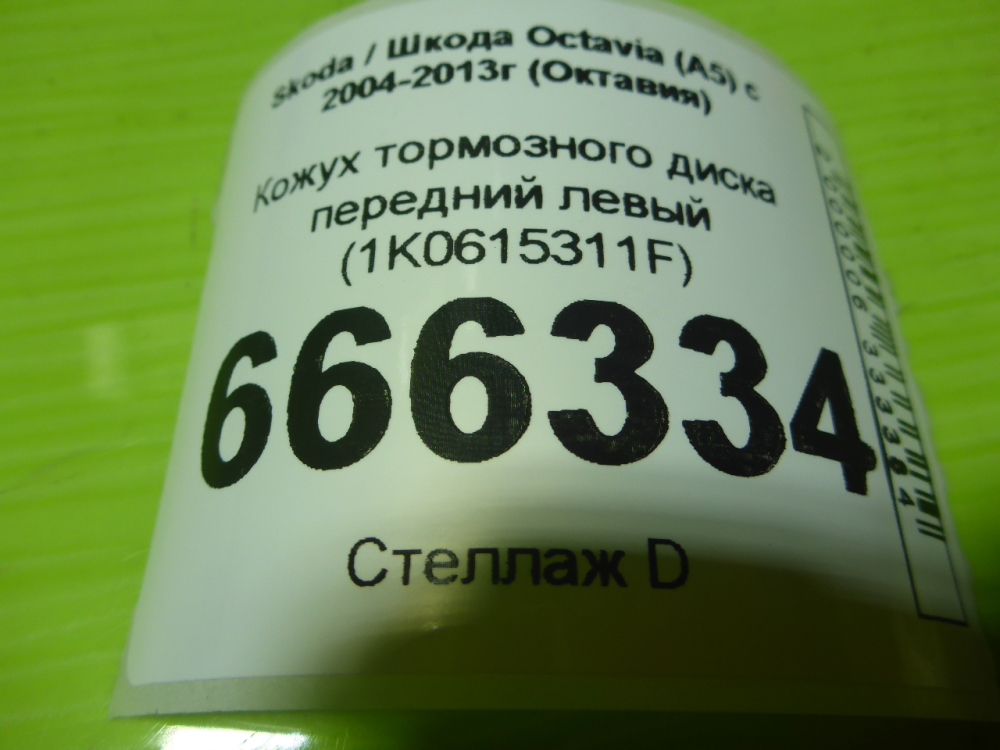 Skoda / Шкода Octavia (A5) с
2004-2013г (Октавия)
Кожух тормозного диска
передний левый
(1K0615311F)
666334
Стеллаж D